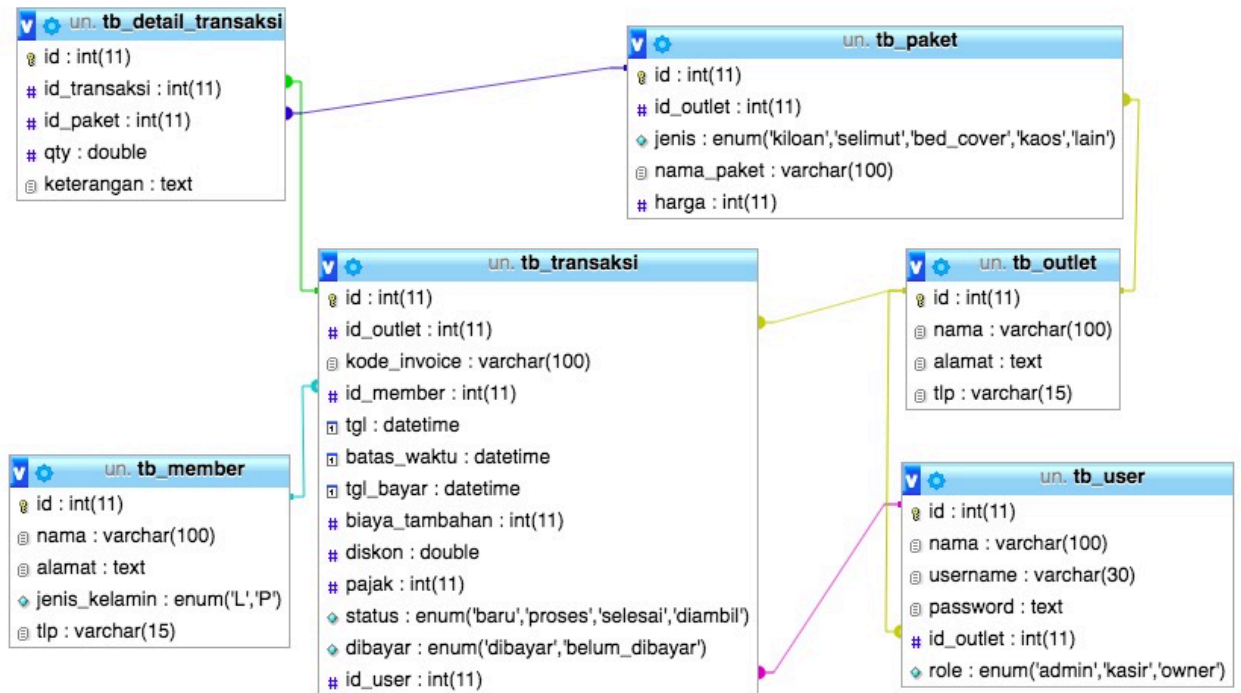 un. tb_detail_transaksi
id : int(11)
id_transaksi : int(11)
id_paket : int(11)
qty : double
keterangan : text
un. tb_paket
id : int(11)
id_outlet : int(11)
jenis : enum('kiloan','selimut','bed_cover','kaos','lain')
nama_paket : varchar(100)
harga : int(11)
un. tb_transaksi
id : int(11)
id_outlet : int(11)
kode_invoice : varchar(100)
id_member : int(11)
tgl : datetime
batas_waktu : datetime
tgl_bayar : datetime
biaya_tambahan : int(11)
diskon : double
pajak : int(11)
status : enum('baru','proses','selesai','diambil')
dibayar : enum('dibayar','belum_dibayar')
id_user : int(11)
un. tb_outlet
id : int(11)
nama : varchar(100)
alamat : text
tlp : varchar(15)
un. tb_member
id : int(11)
nama : varchar(100)
alamat : text
jenis_kelamin : enum('L','P')
tlp : varchar(15)
un. tb_user
id : int(11)
nama : varchar(100)
username : varchar(30)
password : text
id_outlet : int(11)
role : enum('admin','kasir','owner')